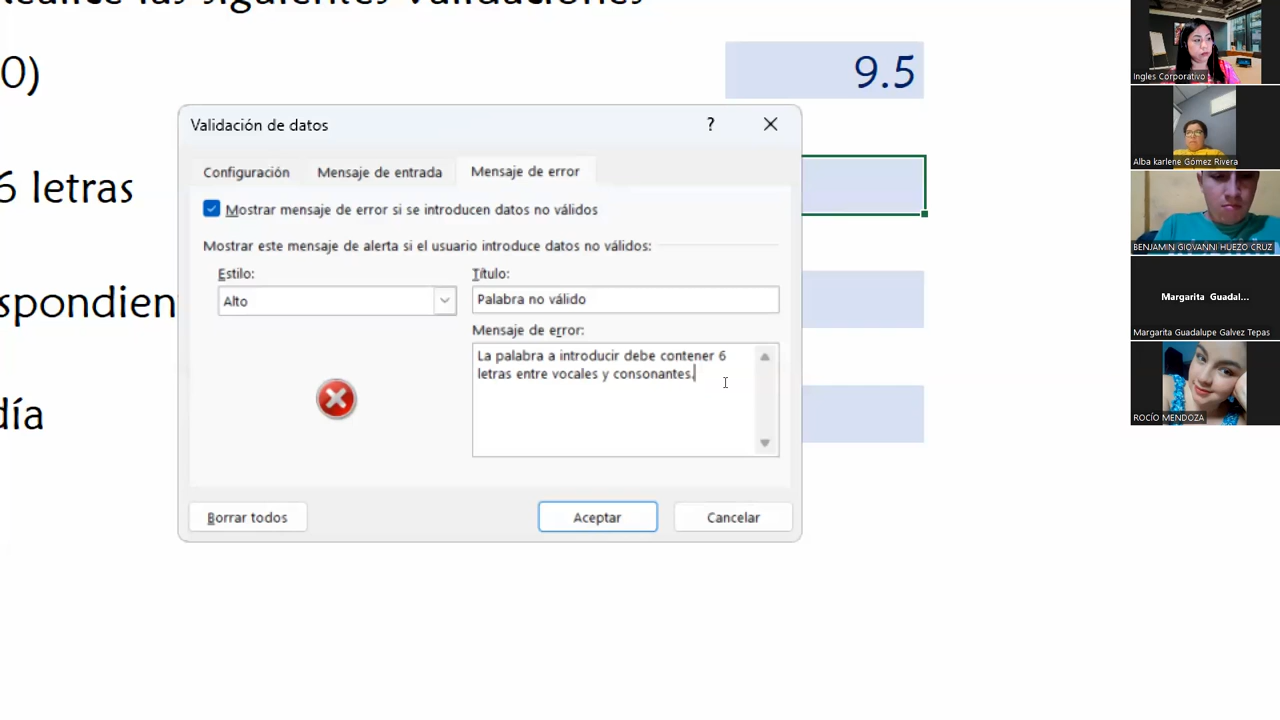 siguientes validaciones
0)
9.5
Validación de datos
?
Configuración
Mensaje de entrada
Mensaje de error
6 letras
Mostrar mensaje de error si se introducen datos no válidos
Mostrar este mensaje de alerta si el usuario introduce datos no válidos:
Estilo:
Título:
Alto
Palabra no válido
spondien
Mensaje de error:
La palabra a introducir debe contener 6
letras entre vocales y consonantes.
día
Borrar todos
Aceptar
Cancelar
Ingles Corporativo
Alba karlene Gómez Rivera
BENJAMIN GIOVANNI HUEZO CRUZ
Margarita Guadal...
Margarita Guadalupe Galvez Tepas
ROCÍO MENDOZA